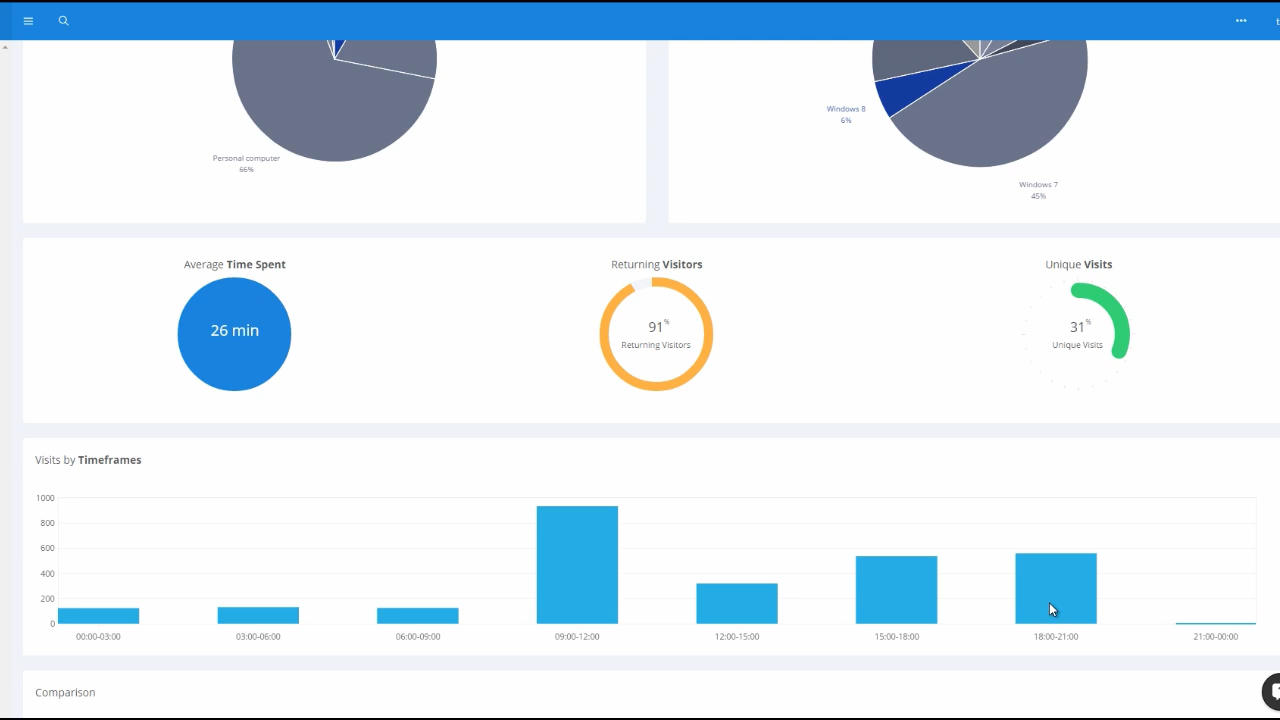 Windows 8
6%
Personal computer
66%
Windows 7
45%
Average Time Spent
Returning Visitors
Unique Visits
26 min
91%
Returning Visitors
31%
Unique Visits
Visits by Timeframes
1000
800
600
400
200
0
00:00-03:00
03:00-06:00
06:00-09:00
09:00-12:00
12:00-15:00
15:00-18:00
18:00-21:00
21:00-00:00
Comparison